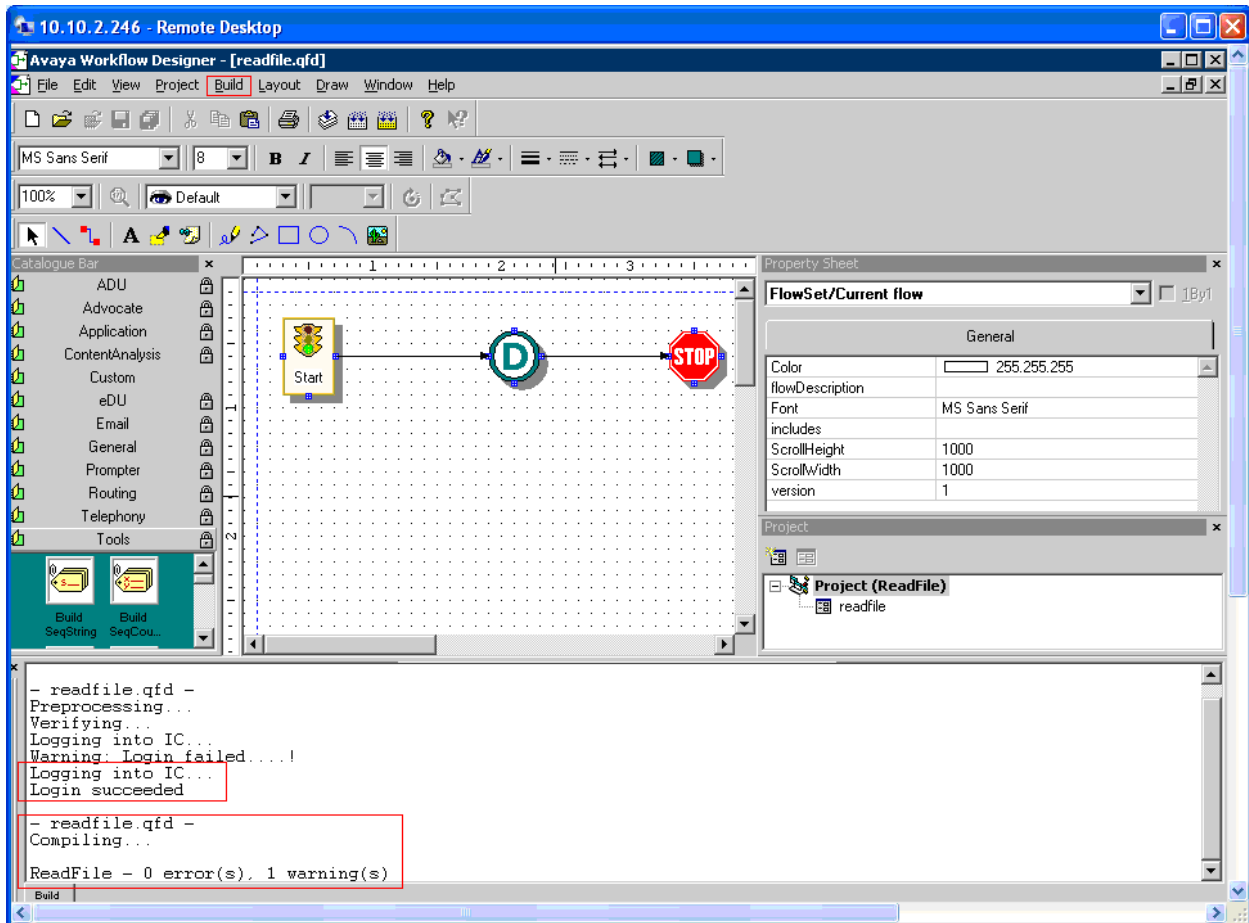 10.10.2.246 - Remote Desktop
Avaya Workflow Designer - [readfile.qfd]
File Edit View Project Build Layout Draw Window Help
MS Sans Serif 8 B I
100% Default
A
Catalogue Bar
ADU
Advocate
Application
ContentAnalysis
Custom
eDU
Email
General
Prompter
Routing
Telephony
Tools
Build SeqString
Build SeqCou...
1 2 3
1
2
Start
D
STOP
Property Sheet
FlowSet/Current flow 1By1
General
Color 255.255.255
flowDescription
Font MS Sans Serif
includes
ScrollHeight 1000
ScrollWidth 1000
version 1
Project
Project (ReadFile)
readfile
- readfile.qfd -
Preprocessing...
Verifying...
Logging into IC...
Warning: Login failed....!
Logging into IC...
Login succeeded
- readfile.qfd -
Compiling...
ReadFile - 0 error(s), 1 warning(s)
Build